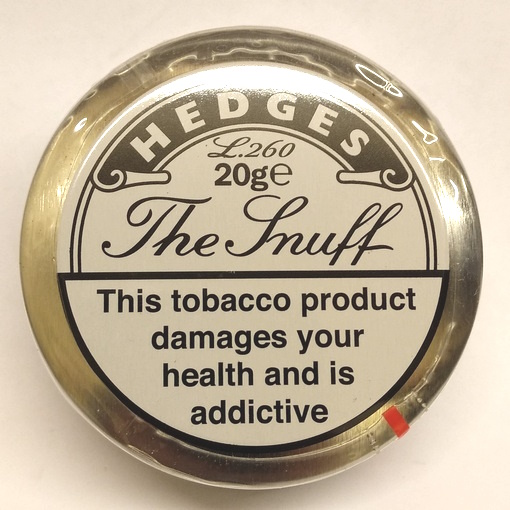 HEDGES
L.260
20g℮
The Snuff
This tobacco product
damages your
health and is
addictive